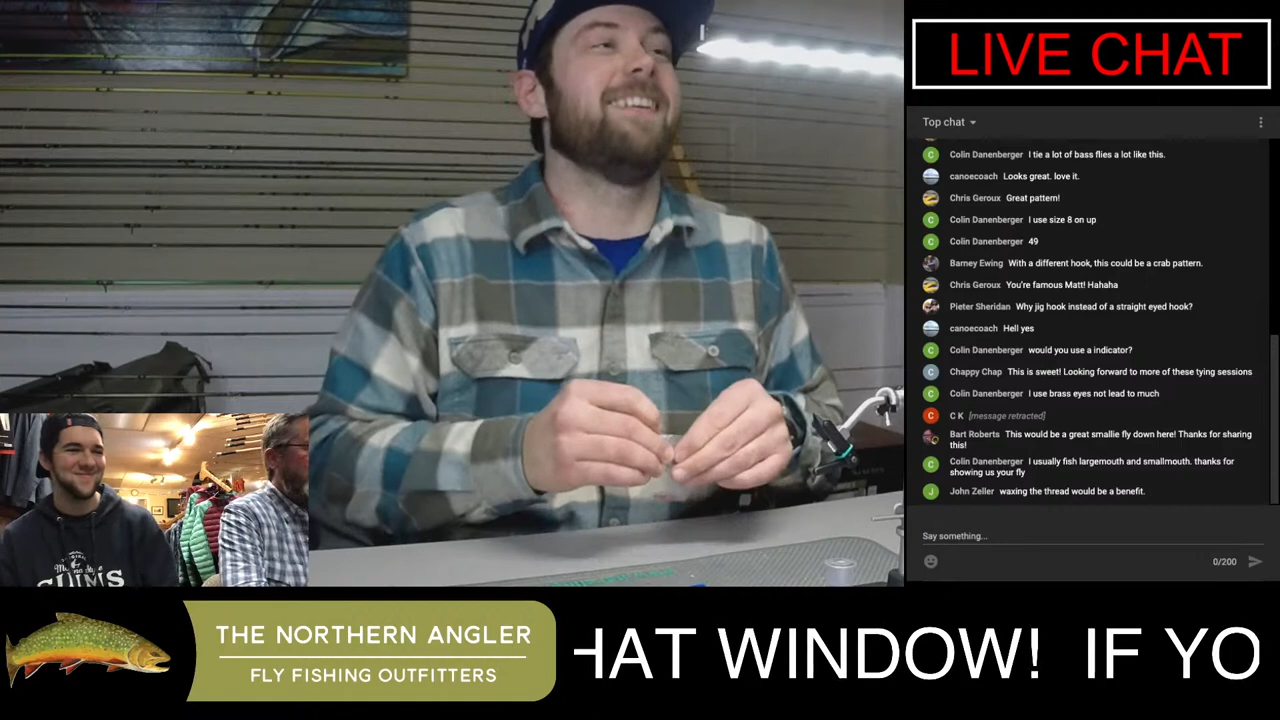 LIVE CHAT
Top chat
Colin Danenberger I tie a lot of bass flies a lot like this.
canoecoach Looks great. love it.
Chris Geroux Great pattern!
Colin Danenberger I use size 8 on up
Colin Danenberger 49
Barney Ewing With a different hook, this could be a crab pattern.
Chris Geroux You're famous Matt! Hahaha
Pieter Sheridan Why jig hook instead of a straight eyed hook?
canoecoach Hell yes
Colin Danenberger would you use a indicator?
Chappy Chap This is sweet! Looking forward to more of these tying sessions
Colin Danenberger I use brass eyes not lead to much
C K [message retracted]
Bart Roberts This would be a great smallie fly down here! Thanks for sharing
this!
Colin Danenberger I usually fish largemouth and smallmouth. thanks for
showing us your fly
John Zeller waxing the thread would be a benefit.
Say something...
0/200
SIMMS
THE NORTHERN ANGLER
FLY FISHING OUTFITTERS
HAT WINDOW! IF YO